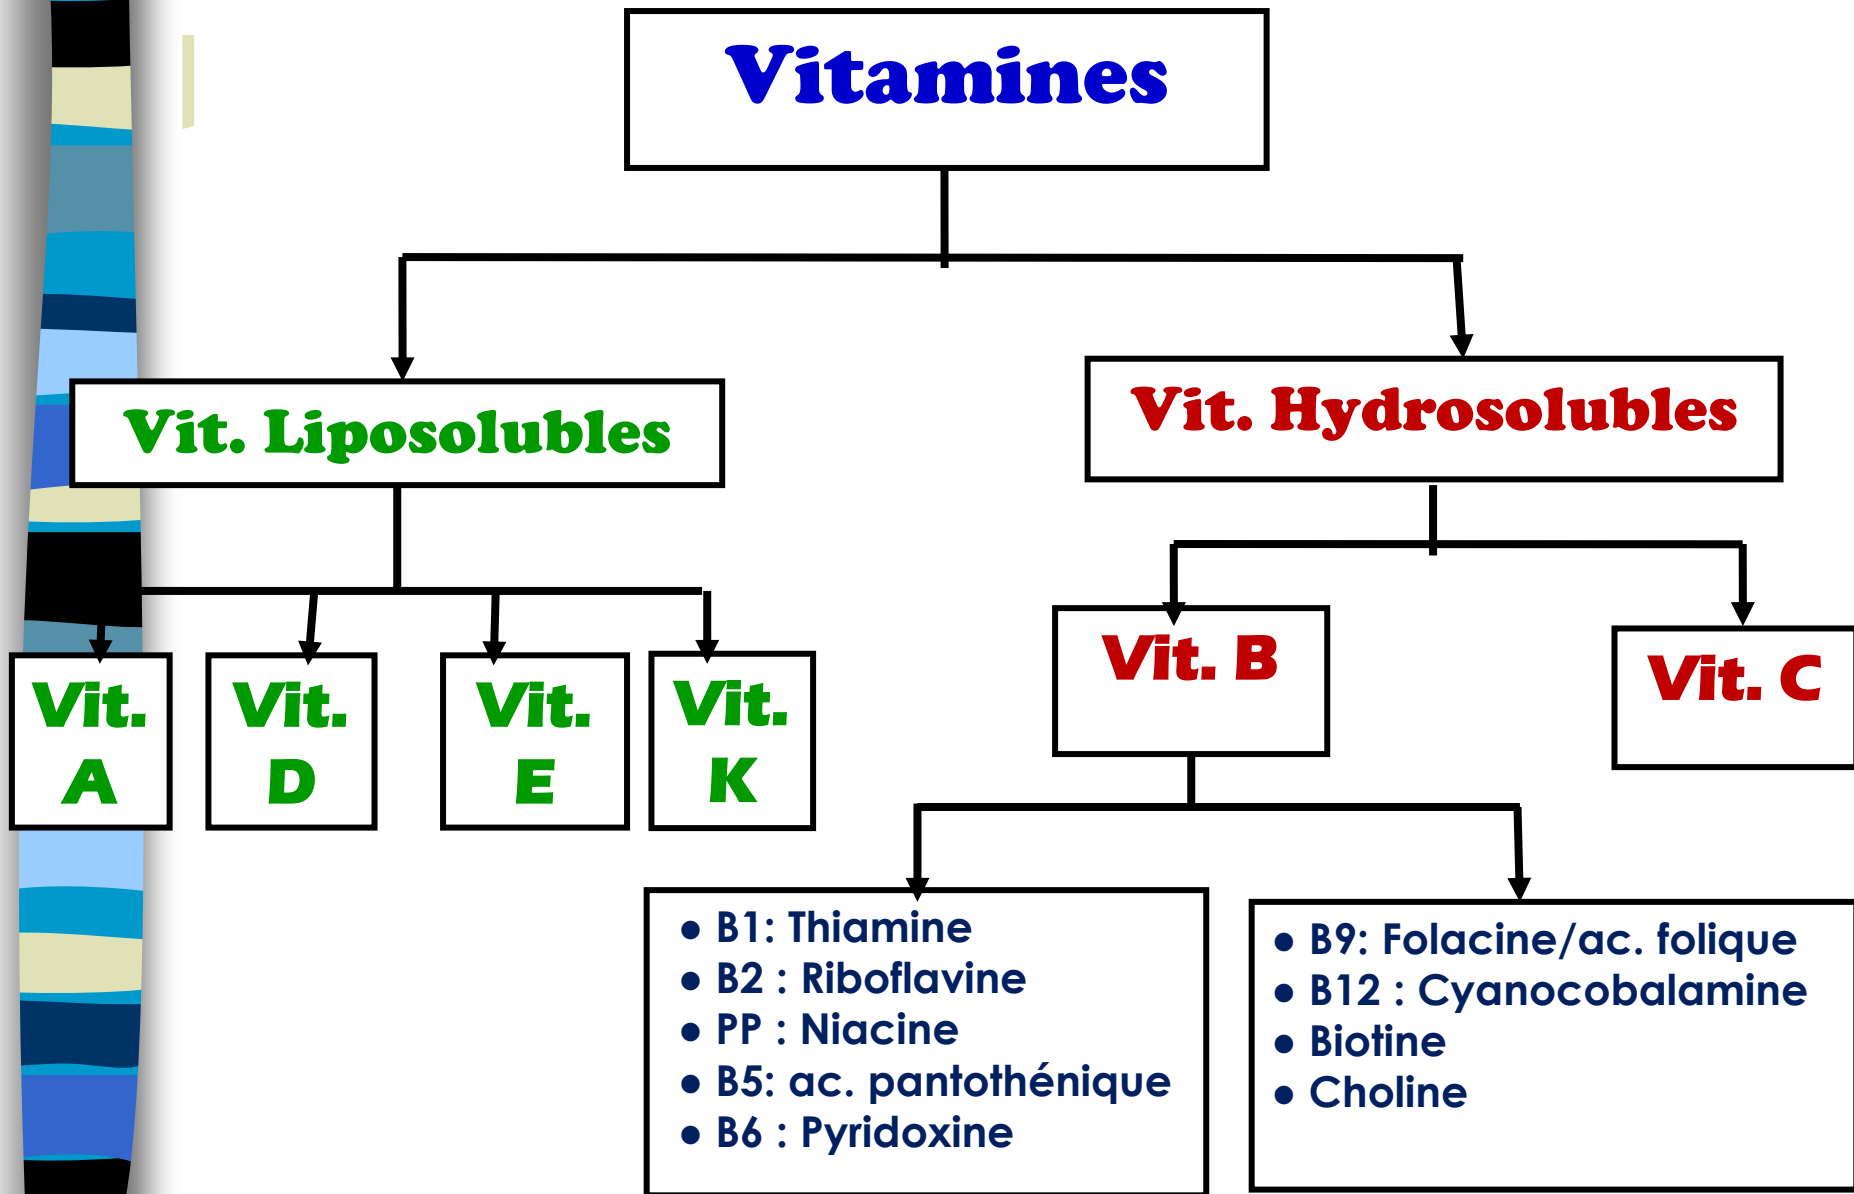 Vitamines
Vit. Liposolubles
Vit. Hydrosolubles
Vit.
A
Vit.
D
Vit.
E
Vit.
K
Vit. B
Vit. C
● B1: Thiamine
● B2 : Riboflavine
● PP : Niacine
● B5: ac. pantothénique
● B6 : Pyridoxine
● B9: Folacine/ac. folique
● B12 : Cyanocobalamine
● Biotine
● Choline